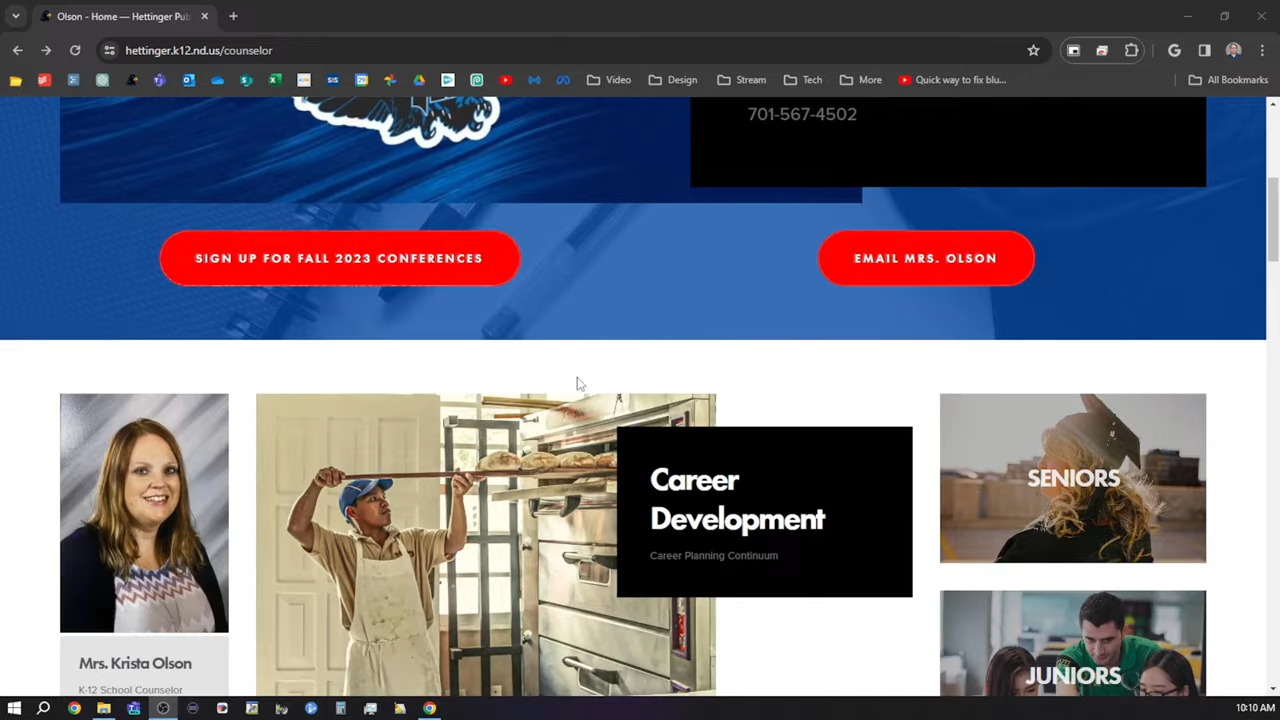 Olson - Home — Hettinger Pub
hettinger.k12.nd.us/counselor
SIS
Video
Design
Stream
Tech
More
Quick way to fix blu...
All Bookmarks
701-567-4502
SIGN UP FOR FALL 2023 CONFERENCES
EMAIL MRS. OLSON
Career
Development
Career Planning Continuum
SENIORS
JUNIORS
Mrs. Krista Olson
K-12 School Counselor
10:10 AM